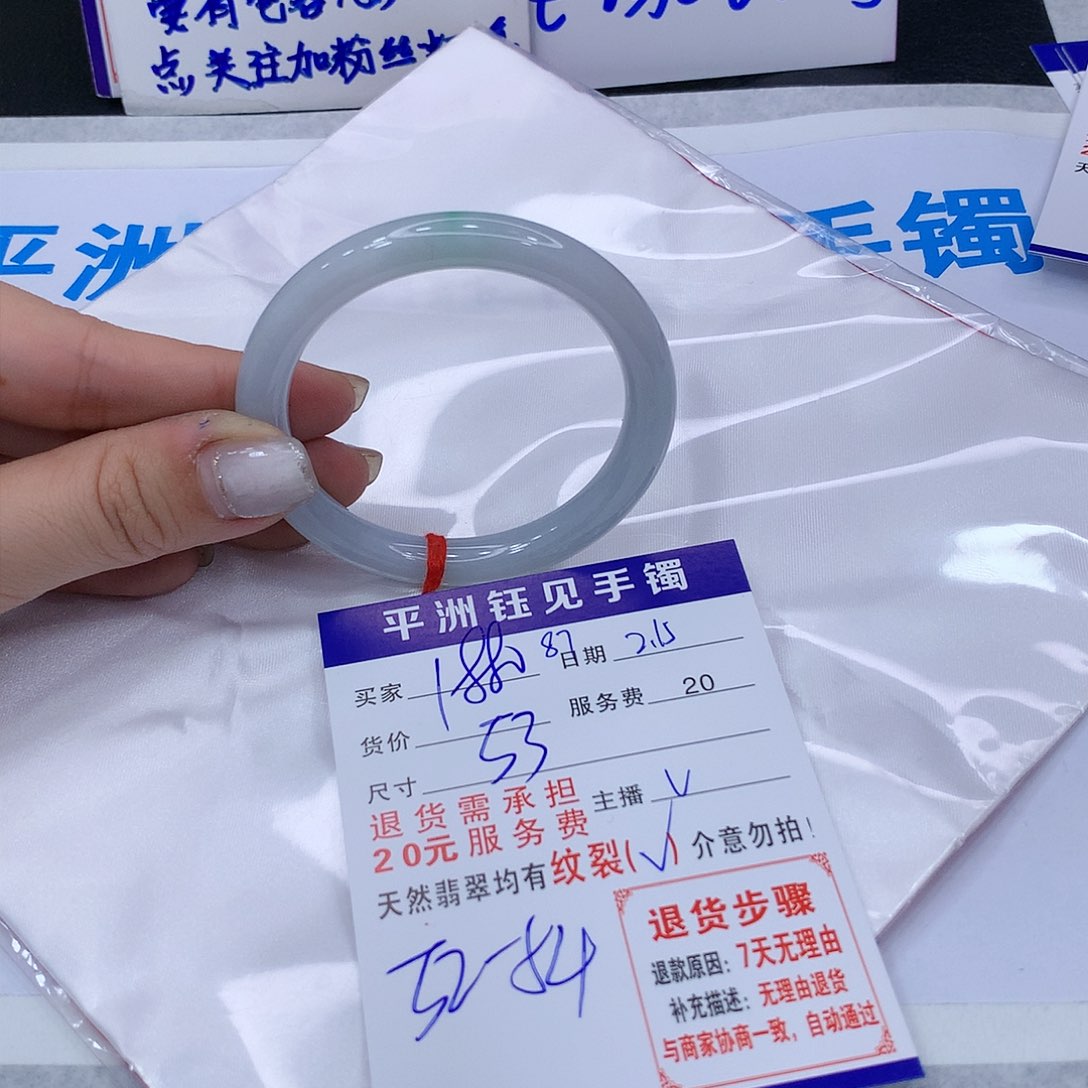 点关注加粉丝
平洲
手镯
平洲钰见手镯
买家 1880 87 日期 2.15
货价 服务费 20
尺寸 53
退货需承担 主播 V
20元服务费
天然翡翠均有纹裂(√) 介意勿拍!
52-84
退货步骤
退款原因: 7天无理由
补充描述: 无理由退货
与商家协商一致，自动通过